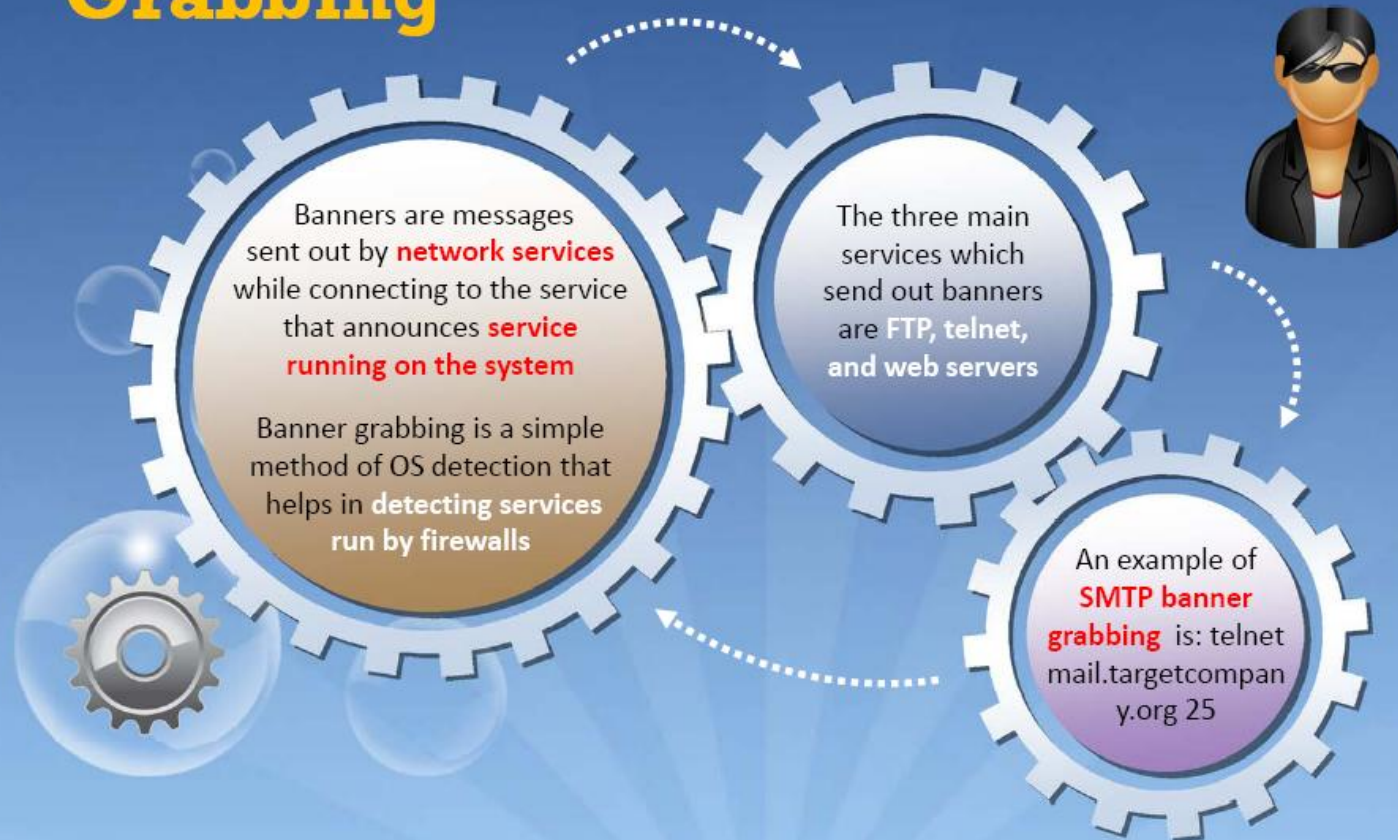 Grabbing
Banners are messages
sent out by network services
while connecting to the service
that announces service
running on the system
Banner grabbing is a simple
method of OS detection that
helps in detecting services
run by firewalls
The three main
services which
send out banners
are FTP, telnet,
and web servers
An example of
SMTP banner
grabbing is: telnet
mail.targetcompan
y.org 25